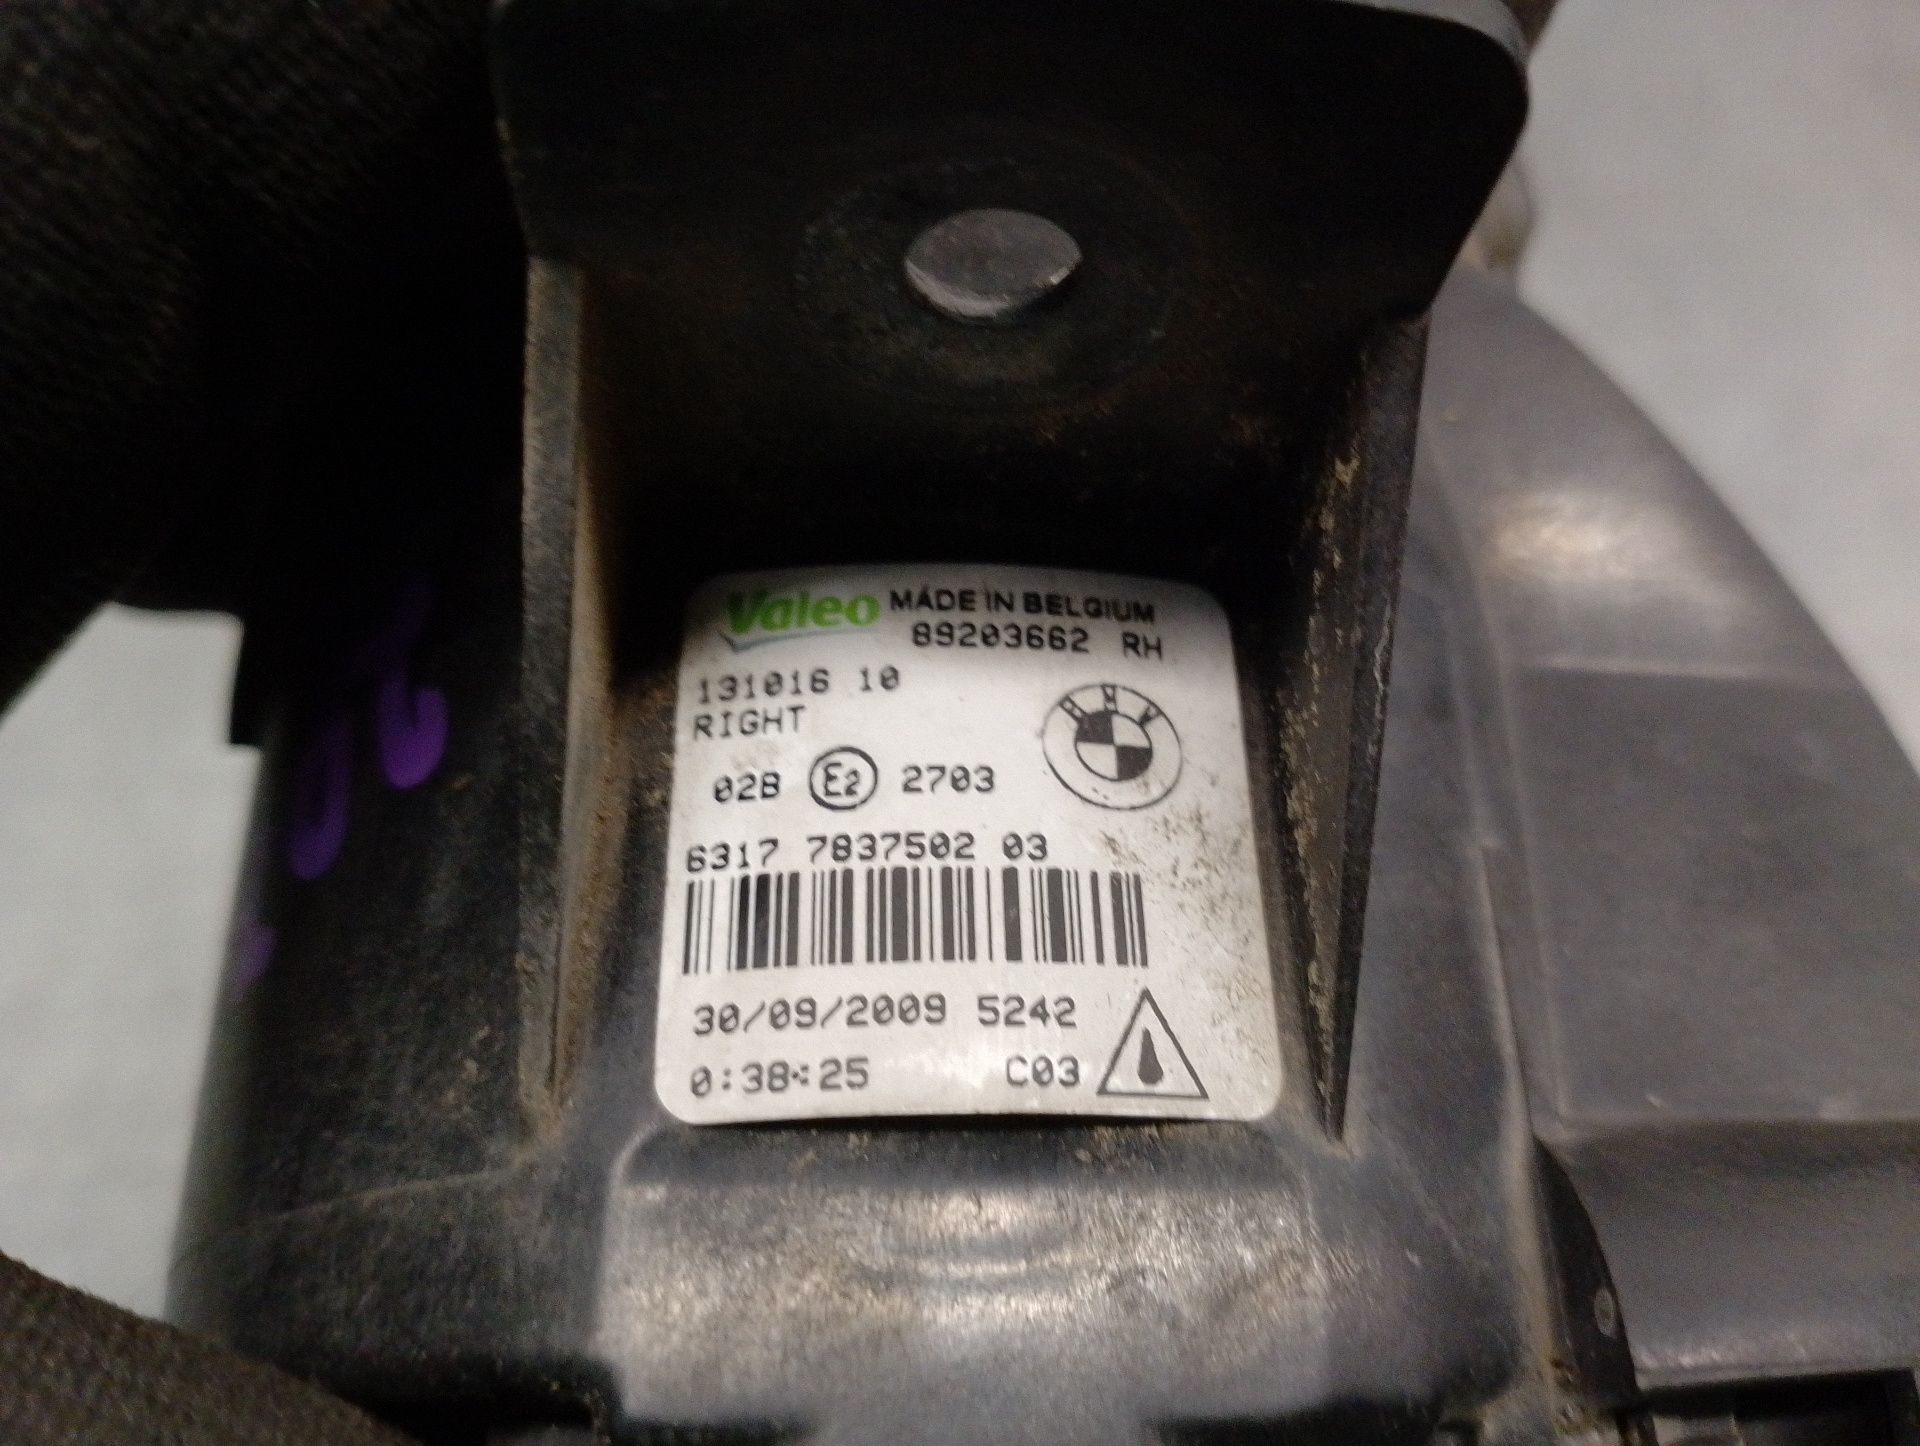 Valeo MADE IN BELGIUM
89203662 RH
131016 10
RIGHT
BMW
02B E2 2703
6317 7837502 03
30/09/2009 5242
0:38:25 C03